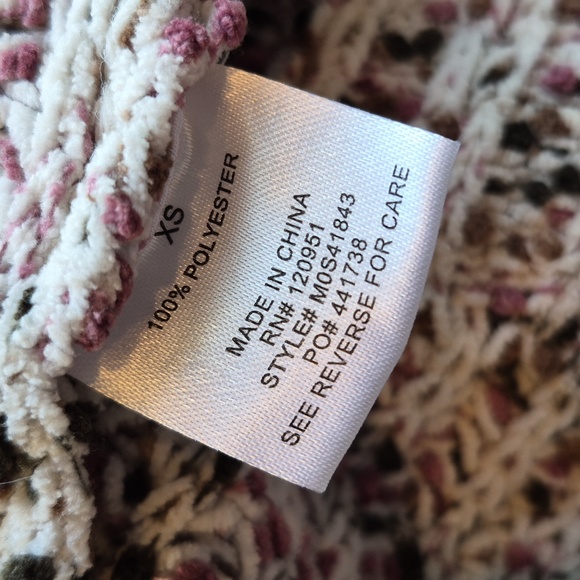 XS
100% POLYESTER
MADE IN CHINA
RN# 120951
STYLE# M0S41843
PO# 441738
SEE REVERSE FOR CARE